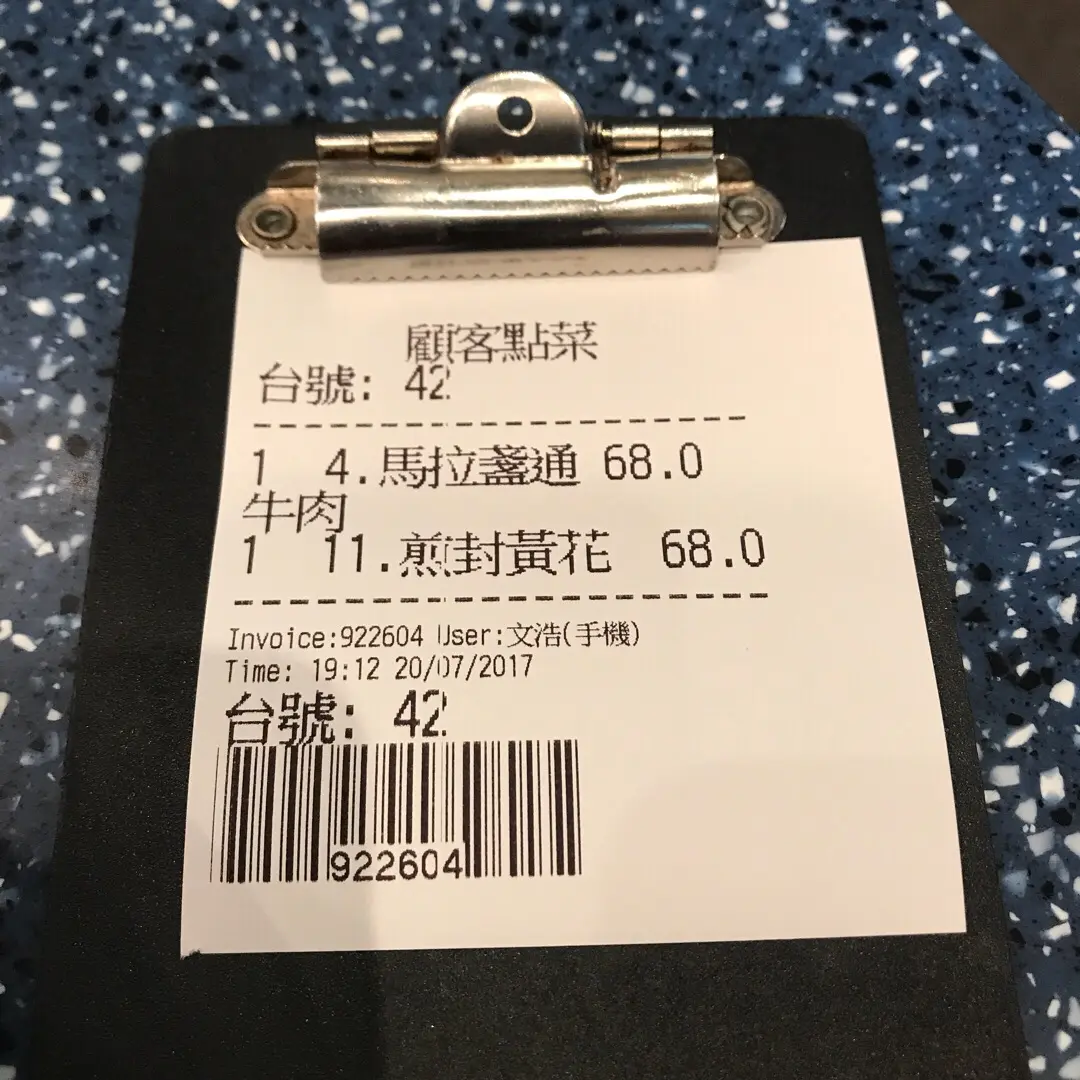 顧客點菜
台號: 42
1 4.馬拉盞通 68.0
牛肉
1 11.煎封黃花 68.0
Invoice:922604 User:文浩(手機)
Time: 19:12 20/07/2017
台號: 42
922604